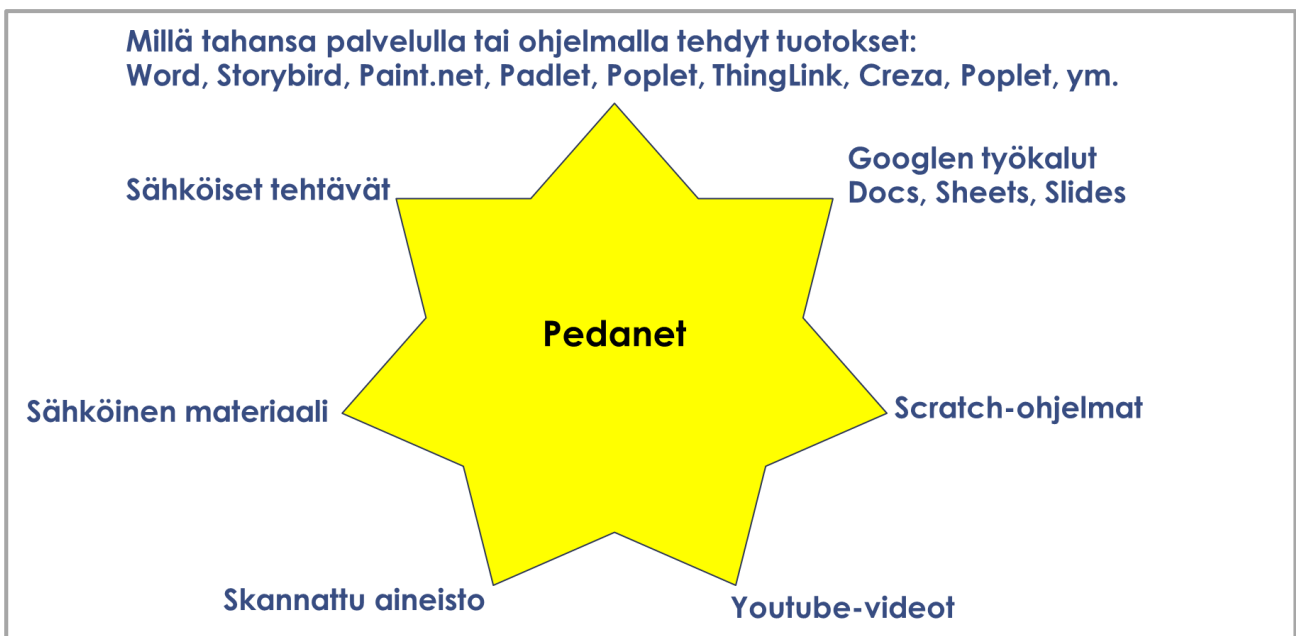 Millä tahansa palvelulla tai ohjelmalla tehdyt tuotokset:
Word, Storybird, Paint.net, Padlet, Poplet, ThingLink, Creza, Poplet, ym.
Googlen työkalut
Docs, Sheets, Slides
Sähköiset tehtävät
Pedanet
Sähköinen materiaali
Scratch-ohjelmat
Skannattu aineisto
Youtube-videot